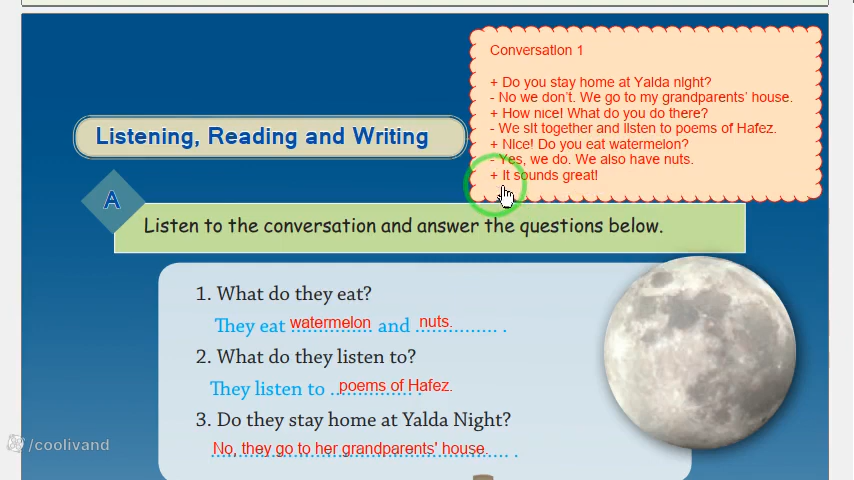 Conversation 1
+ Do you stay home at Yalda night?
- No we don't. We go to my grandparents' house.
+ How nice! What do you do there?
- We sit together and listen to poems of Hafez.
+ Nice! Do you eat watermelon?
- Yes, we do. We also have nuts.
+ It sounds great!
Listening, Reading and Writing
A
Listen to the conversation and answer the questions below.
1. What do they eat?
They eat watermelon and nuts. .
2. What do they listen to?
They listen to poems of Hafez. .
3. Do they stay home at Yalda Night?
No, they go to her grandparents' house. .
/coolivand